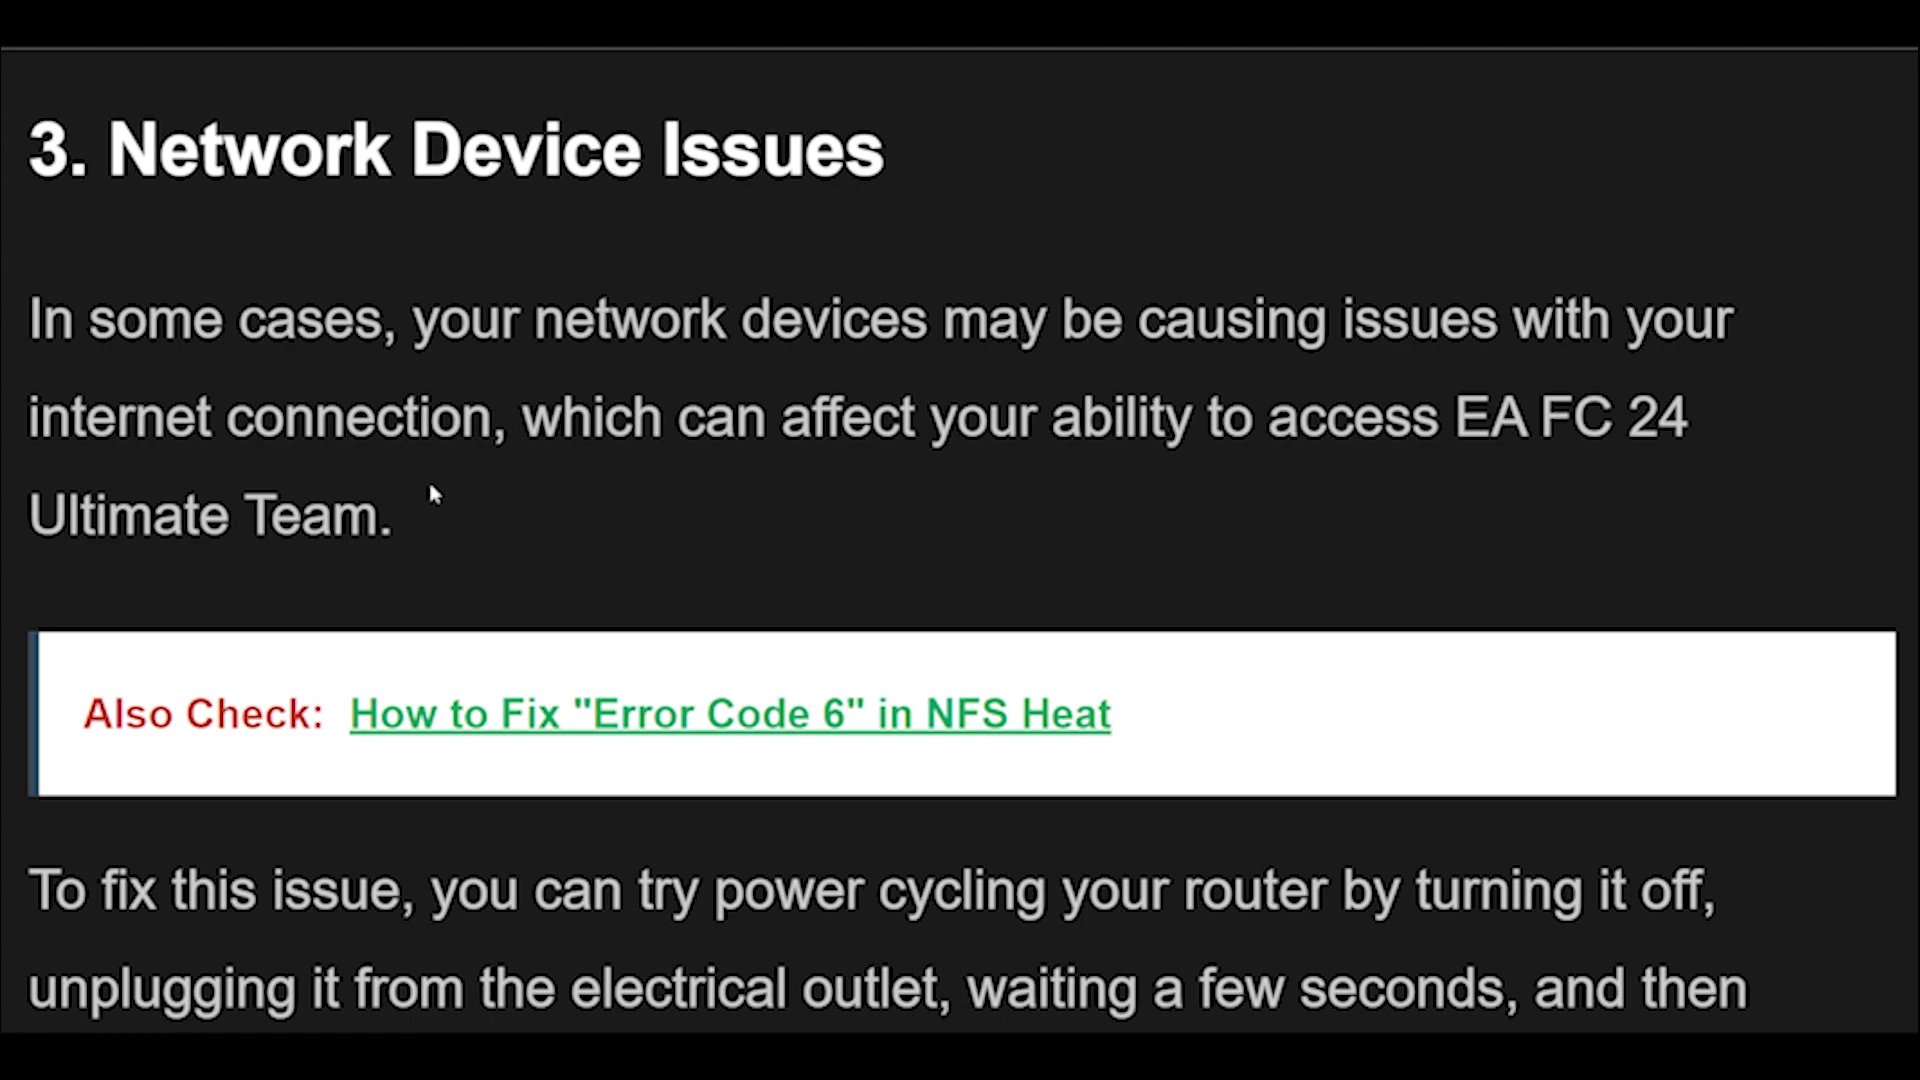 3. Network Device Issues
In some cases, your network devices may be causing issues with your
internet connection, which can affect your ability to access EA FC 24
Ultimate Team.
Also Check: How to Fix "Error Code 6" in NFS Heat
To fix this issue, you can try power cycling your router by turning it off,
unplugging it from the electrical outlet, waiting a few seconds, and then